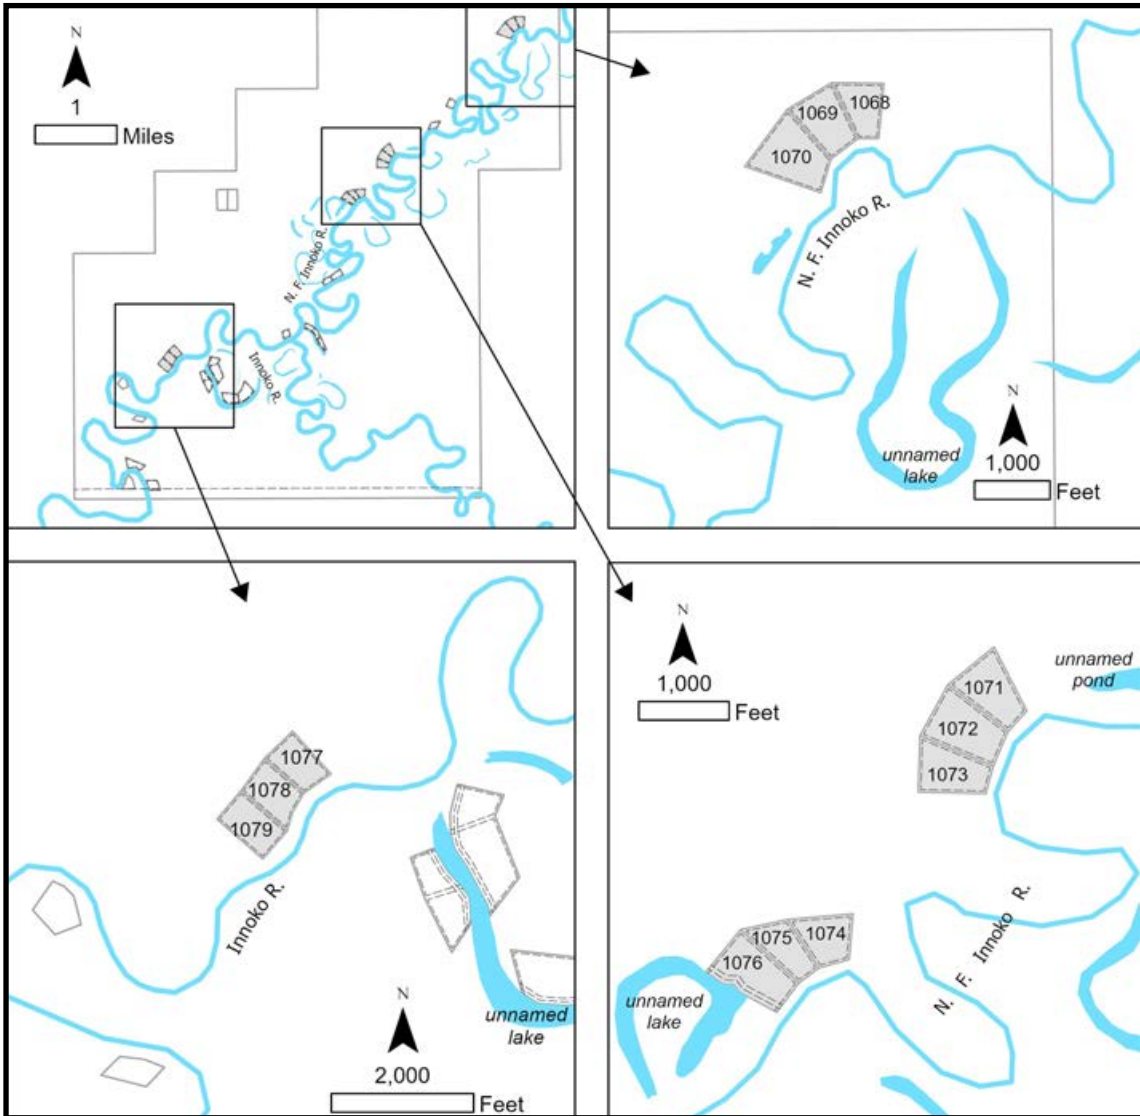 N
1
Miles
N. F. Innoko R.
Innoko R.
1068
1069
1070
N. F. Innoko R.
unnamed
lake
N
1,000
Feet
1077
1078
1079
Innoko R.
unnamed
lake
N
2,000
Feet
N
1,000
Feet
unnamed
pond
1071
1072
1073
1074
1075
1076
unnamed
lake
N. F. Innoko R.